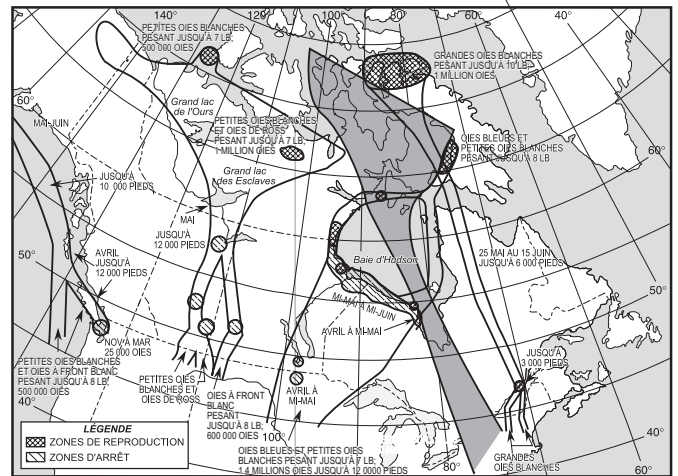 140°
120°
100°
80°
60°
40°
PETITES OIES BLANCHES
PESANT JUSQU'À 7 LB;
500 000 OIES
GRANDES OIES BLANCHES
PESANT JUSQU'À 10 LB;
1 MILLION OIES
Grand lac
de l'Ours
60°
MAI-JUIN
PETITES OIES BLANCHES
ET OIES DE ROSS
PESANT JUSQU'À 7 LB;
1 MILLION OIES
OIES BLEUES ET
PETITES OIES BLANCHES
PESANT JUSQU'À 8 LB
60°
Grand lac
des Esclaves
JUSQU'À
10 000 PIEDS
MAI
JUSQU'À
12 000 PIEDS
50°
AVRIL
JUSQU'À
12 000 PIEDS
Baie d'Hudson
25 MAI AU 15 JUIN
JUSQU'À 6 000 PIEDS
50°
MI-MAI À MI-JUIN
AVRIL À MI-MAI
NOV À MAR
25 000 OIES
JUSQU'À
3 000 PIEDS
PETITES OIES BLANCHES
ET OIES À FRONT BLANC
PESANT JUSQU'À 8 LB;
500 000 OIES
PETITES OIES
BLANCHES ET
OIES DE ROSS
OIES À FRONT
BLANC
PESANT
JUSQU'À 8 LB;
600 000 OIES
AVRIL À
MI-MAI
40°
40°
100°
LÉGENDE
ZONES DE REPRODUCTION
ZONES D'ARRÊT
OIES BLEUES ET PETITES OIES
BLANCHES PESANT JUSQU'À 7 LB;
1.4 MILLIONS OIES JUSQU'À 12 0000 PIEDS
80°
GRANDES
OIES BLANCHES
60°